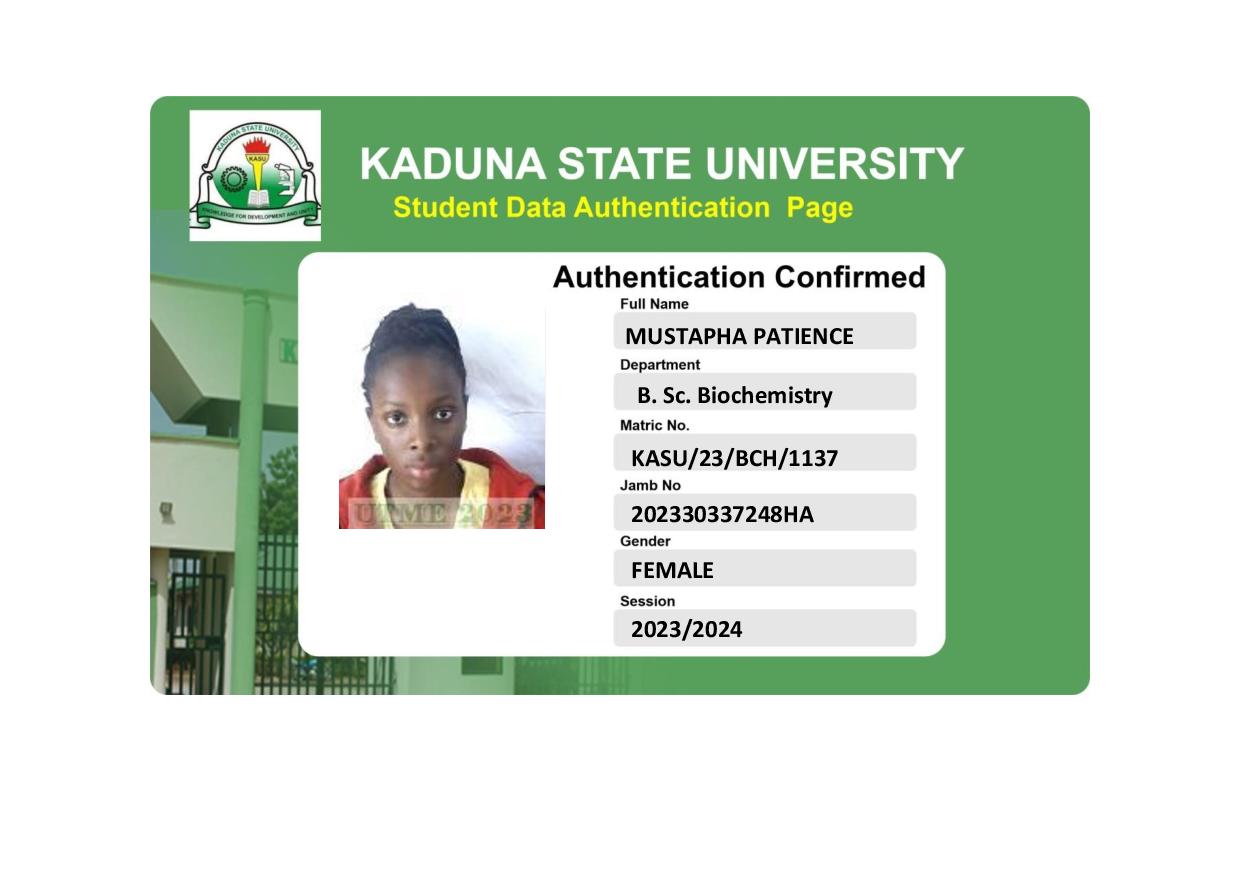 KADUNA STATE UNIVERSITY
KASU
KNOWLEDGE FOR DEVELOPMENT AND UNITY
KADUNA STATE UNIVERSITY
Student Data Authentication Page
Authentication Confirmed
Full Name
MUSTAPHA PATIENCE
Department
B. Sc. Biochemistry
Matric No.
KASU/23/BCH/1137
Jamb No
202330337248HA
Gender
FEMALE
Session
2023/2024
UTME 2023
K